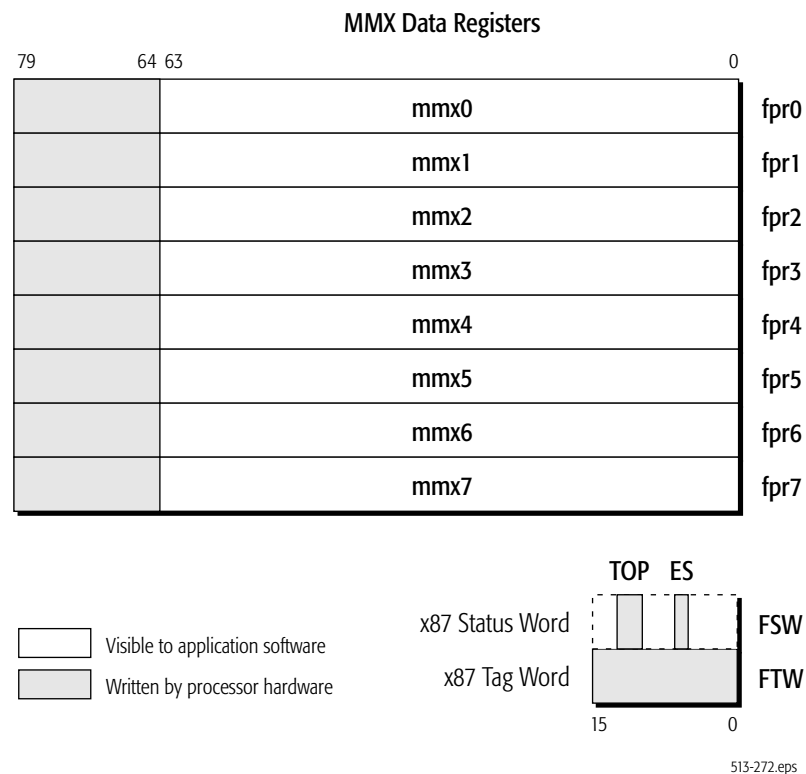 MMX Data Registers
79 64 63 0
mmx0 fpr0
mmx1 fpr1
mmx2 fpr2
mmx3 fpr3
mmx4 fpr4
mmx5 fpr5
mmx6 fpr6
mmx7 fpr7
TOP ES
x87 Status Word FSW
Visible to application software
x87 Tag Word FTW
Written by processor hardware
15 0
513-272.eps